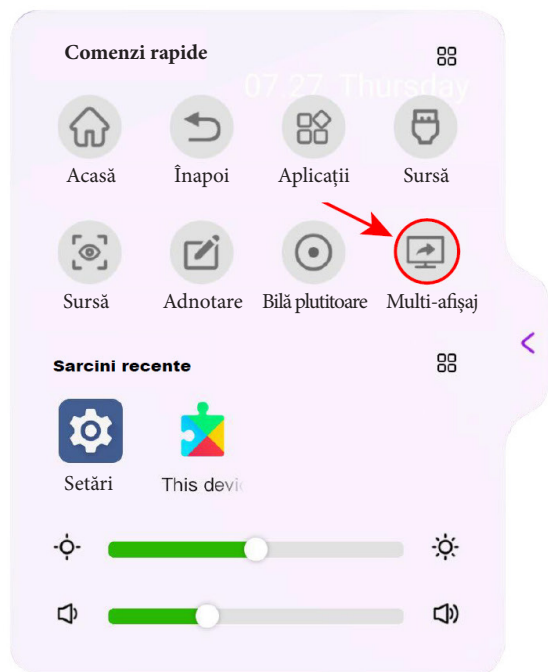 Comenzi rapide
07.27 Thursday
Acasă Înapoi Aplicații Sursă
Sursă Adnotare Bilă plutitoare Multi-afișaj
Sarcini recente
Setări This devi